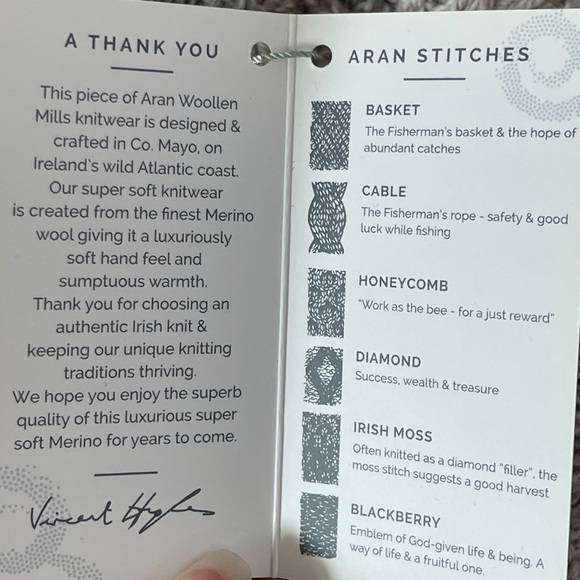 A THANK YOU
This piece of Aran Woollen
Mills knitwear is designed &
crafted in Co. Mayo, on
Ireland's wild Atlantic coast.
Our super soft knitwear
is created from the finest Merino
wool giving it a luxuriously
soft hand feel and
sumptuous warmth.
Thank you for choosing an
authentic Irish knit &
keeping our unique knitting
traditions thriving.
We hope you enjoy the superb
quality of this luxurious super
soft Merino for years to come.
Vincent Hughes
ARAN STITCHES
BASKET
The Fisherman's basket & the hope of
abundant catches
CABLE
The Fisherman's rope - safety & good
luck while fishing
HONEYCOMB
"Work as the bee - for a just reward"
DIAMOND
Success, wealth & treasure
IRISH MOSS
Often knitted as a diamond "filler", the
moss stitch suggests a good harvest
BLACKBERRY
Emblem of God-given life & being. A
way of life & a fruitful one.